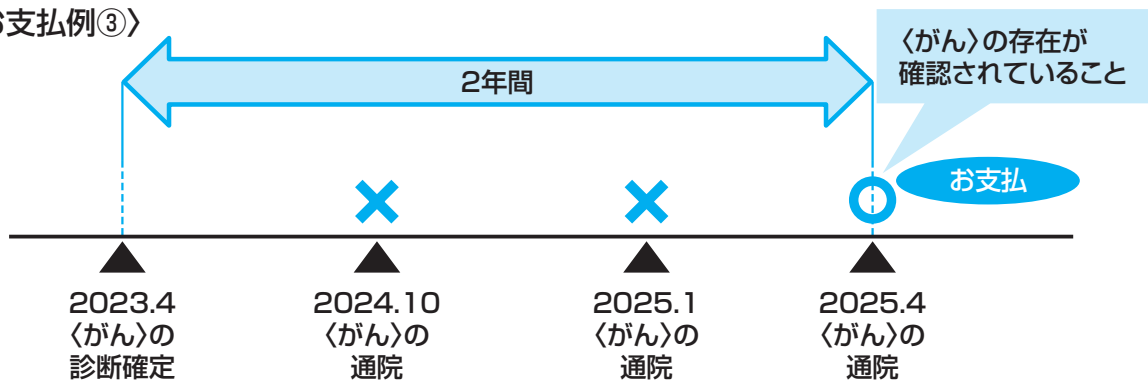 支払例③〉
〈がん〉の存在が
確認されていること
2年間
お支払
2023.4
〈がん〉の
診断確定
2024.10
〈がん〉の
通院
2025.1
〈がん〉の
通院
2025.4
〈がん〉の
通院